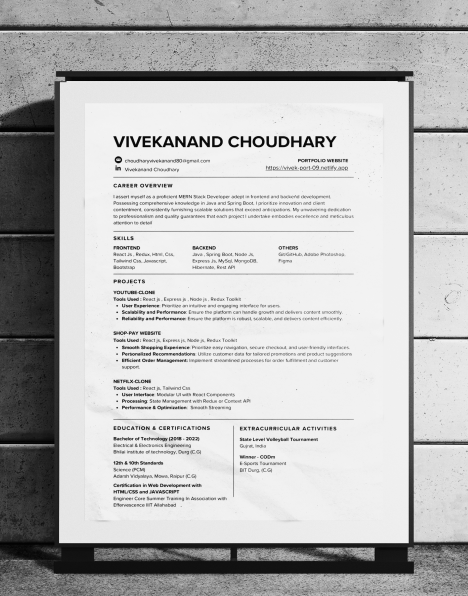 VIVEKANAND CHOUDHARY
choudharyvivekanand80@gmail.com
Vivekanand Choudhary
PORTFOLIO WEBSITE
https://vivek-port-09.netlify.app
CAREER OVERVIEW
I assert myself as a proficient MERN Stack Developer adept in frontend and backend development.
Possessing comprehensive knowledge in Java and Spring Boot, I prioritize innovation and client
contentment, consistently furnishing scalable solutions that exceed anticipations. My unwavering dedication
to professionalism and quality guarantees that each project I undertake embodies excellence and meticulous
attention to detail.
SKILLS
FRONTEND
React js , Redux, Html, Css,
Tailwind Css, Javascript,
Bootstrap
BACKEND
Java , Spring Boot, Node js,
Express Js, MySql, MongoDB,
Hibernate, Rest API
OTHERS
Git/GitHub, Adobe Photoshop,
Figma
PROJECTS
YOUTUBE-CLONE
Tools Used : React js , Express js , Node js , Redux Toolkit
• User Experience: Prioritize an intuitive and engaging interface for users.
• Scalability and Performance: Ensure the platform can handle growth and delivers content smoothly.
• Reliability and Performance: Ensure the platform is robust, scalable, and delivers content efficiently.
SHOP-PAY WEBSITE
Tools Used : React js, Express js, Node js, Redux Toolkit
• Smooth Shopping Experience: Prioritize easy navigation, secure checkout, and user-friendly interfaces.
• Personalized Recommendations: Utilize customer data for tailored promotions and product suggestions
• Efficient Order Management: Implement streamlined processes for order fulfillment and customer
support.
NETFLX-CLONE
Tools Used : React js, Tailwind Css
• User Interface: Modular UI with React Components
• Processing: State Management with Redux or Context API
• Performance & Optimization: Smooth Streaming
EDUCATION & CERTIFICATIONS
Bachelor of Technology (2018 - 2022)
Electrical & Electronics Engineering
Bhilai institute of technology, Durg (C.G)
12th & 10th Standards
Science (PCM)
Adarsh Vidyalaya, Mowa, Raipur (C.G)
Certification in Web Development with
HTML/CSS and JAVASCRIPT
Engineer Core Summer Training in Association with
Effervescence IIIT Allahabad
EXTRACURRICULAR ACTIVITIES
State Level Volleyball Tournament
Gujrat, India
Winner - CODm
E-Sports Tournament
BIT Durg, (C.G)